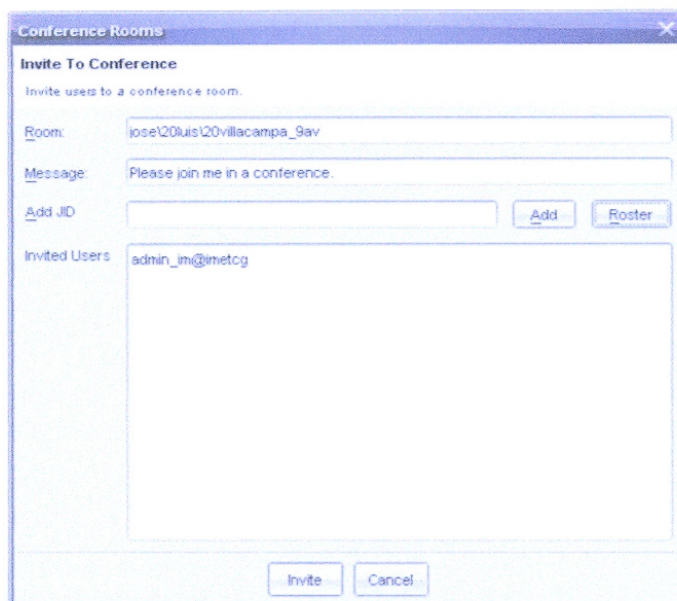 Conference Rooms
Invite To Conference
Invite users to a conference room.
Room: jose\20luis\20villacampa_9av
Message: Please join me in a conference.
Add JID Add Roster
Invited Users admin_im@imetcg
Invite Cancel